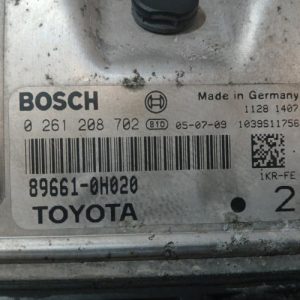 BOSCH Made in Germany
1128 1407
0 261 208 702 B10 05-07-09 1039S11756
89661-0H020 1KR-FE
TOYOTA 2